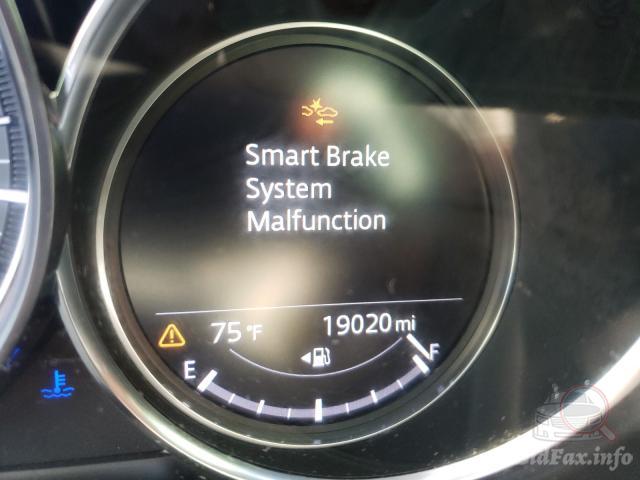 Smart Brake
System
Malfunction
75°F 19020 mi
E F